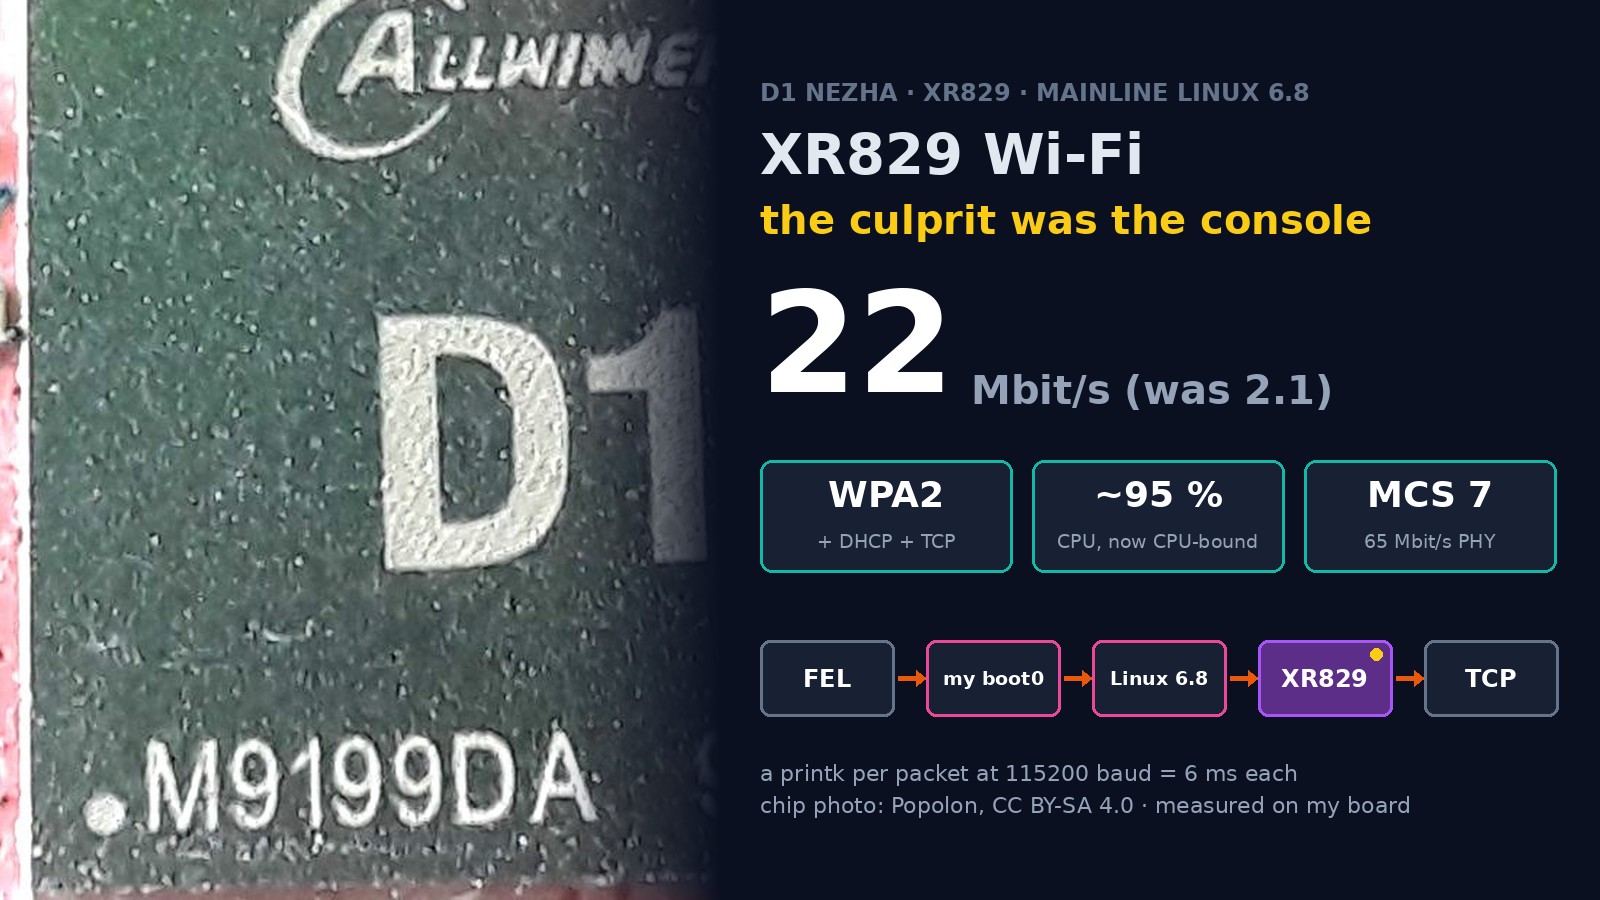 ALLWINNER
D1
M9199DA
D1 NEZHA · XR829 · MAINLINE LINUX 6.8
XR829 Wi-Fi
the culprit was the console
22 Mbit/s (was 2.1)
WPA2
+ DHCP + TCP
~95 %
CPU, now CPU-bound
MCS 7
65 Mbit/s PHY
FEL
my boot0
Linux 6.8
XR829
TCP
a printk per packet at 115200 baud = 6 ms each
chip photo: Popolon, CC BY-SA 4.0 · measured on my board